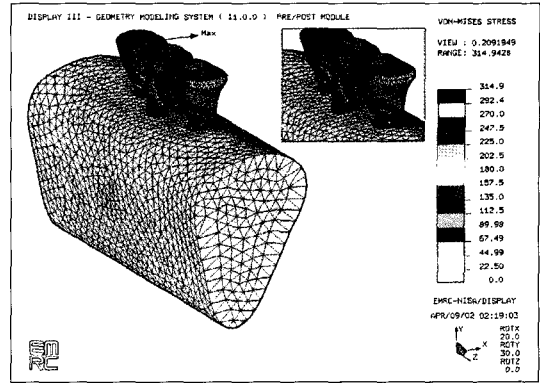 DISPLAY III - GEOMETRY MODELING SYSTEM ( 11.0.0 ) PRE/POST MODULE
Max
VON-MISES STRESS
VIEW : 0.2091949
RANGE: 314.9428
314.9
292.4
270.0
247.5
225.0
202.5
180.0
157.5
135.0
112.5
89.98
67.49
44.99
22.50
0.0
EMRC-NISA/DISPLAY
APR/09/02 02:19:03
Y
X
Z
ROTX
20.0
ROTY
30.0
ROTZ
0.0
EMRC